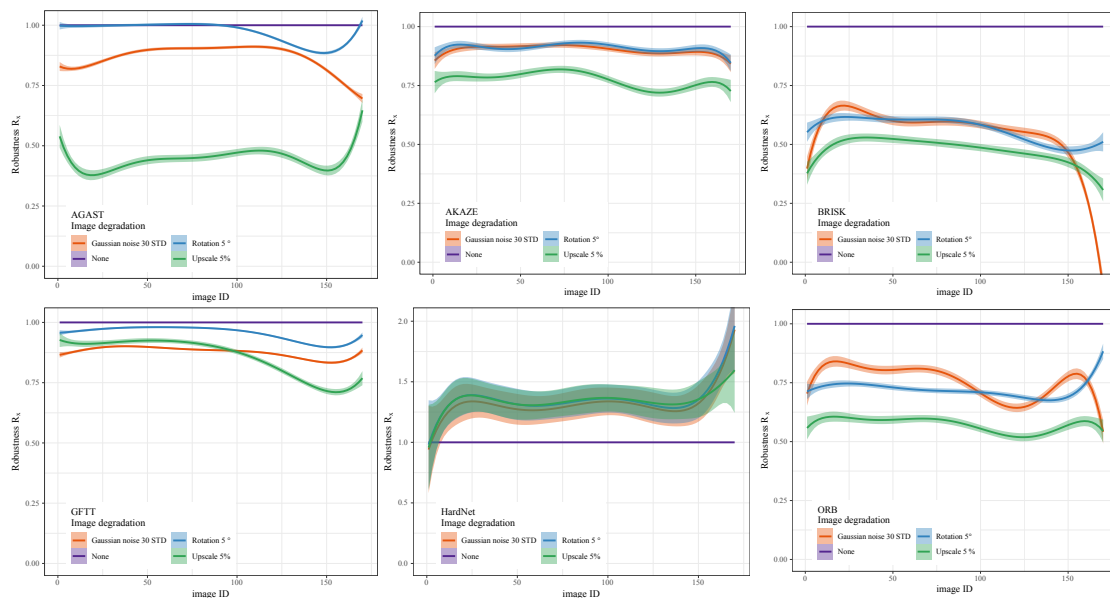 Robustness Rx
1.00
0.75
0.50
0.25
0.00
AGAST
Image degradation
Gaussian noise 30 STD
Rotation 5 °
None
Upscale 5%
0 50 100 150
image ID
Robustness Rx
1.00
0.75
0.50
0.25
0.00
AKAZE
Image degradation
Gaussian noise 30 STD
Rotation 5°
None
Upscale 5 %
0 50 100 150
image ID
Robustness Rx
1.00
0.75
0.50
0.25
0.00
BRISK
Image degradation
Gaussian noise 30 STD
Rotation 5°
None
Upscale 5 %
0 50 100 150
image ID
Robustness Rx
1.00
0.75
0.50
0.25
0.00
GFTT
Image degradation
Gaussian noise 30 STD
Rotation 5 °
None
Upscale 5%
0 50 100 150
image ID
Robustness Rx
2.0
1.5
1.0
0.5
0.0
HardNet
Image degradation
Gaussian noise 30 STD
Rotation 5 °
None
Upscale 5%
0 50 100 150
image ID
Robustness Rx
1.00
0.75
0.50
0.25
0.00
ORB
Image degradation
Gaussian noise 30 STD
Rotation 5°
None
Upscale 5 %
0 50 100 150
image ID